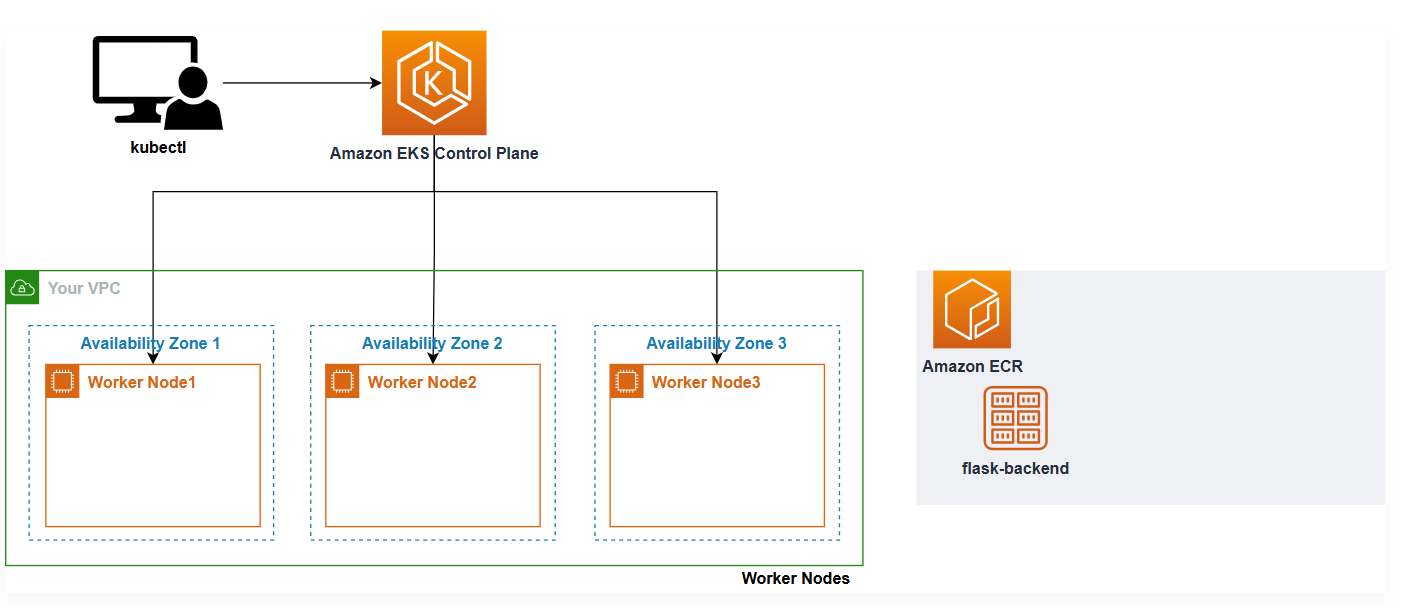 kubectl
Amazon EKS Control Plane
Your VPC
Availability Zone 1
Availability Zone 2
Availability Zone 3
Worker Node1
Worker Node2
Worker Node3
Worker Nodes
Amazon ECR
flask-backend